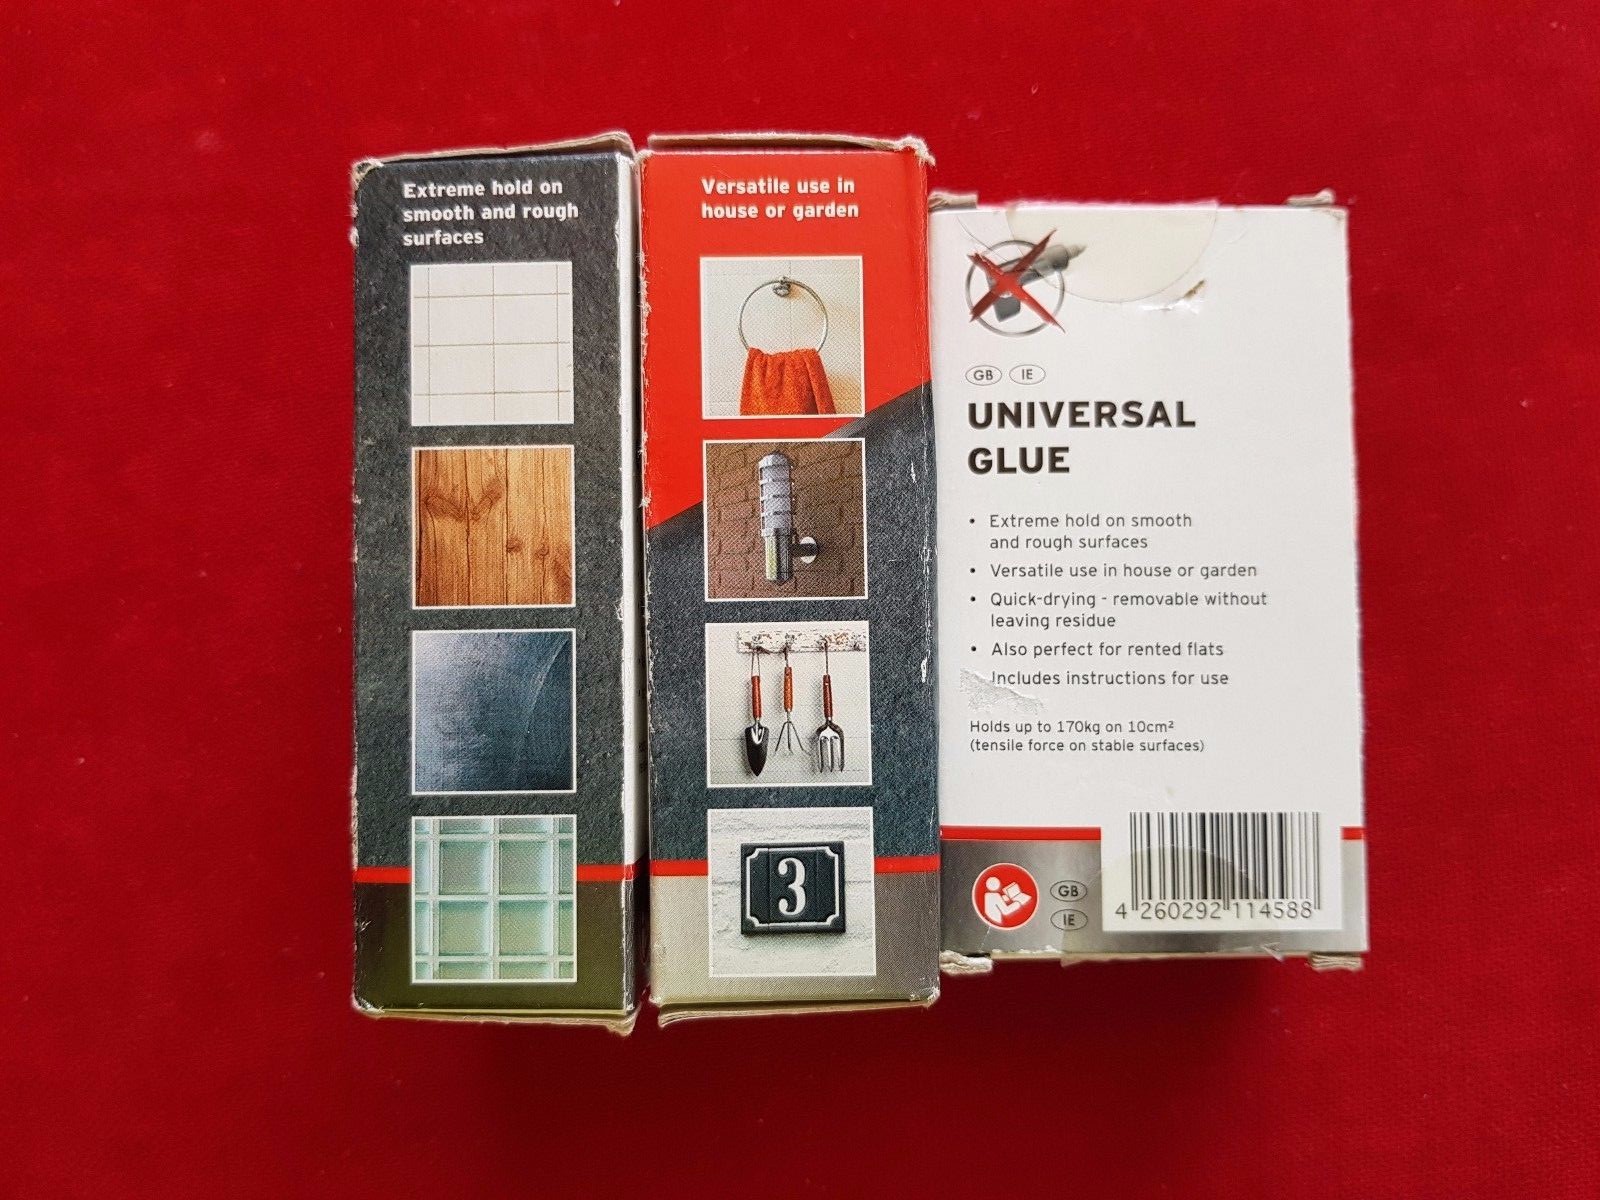 Extreme hold on
smooth and rough
surfaces
Versatile use in
house or garden
3
GB IE
UNIVERSAL
GLUE
• Extreme hold on smooth
and rough surfaces
• Versatile use in house or garden
• Quick-drying - removable without
leaving residue
• Also perfect for rented flats
Includes instructions for use
Holds up to 170kg on 10cm²
(tensile force on stable surfaces)
GB
IE
4 260292 114588